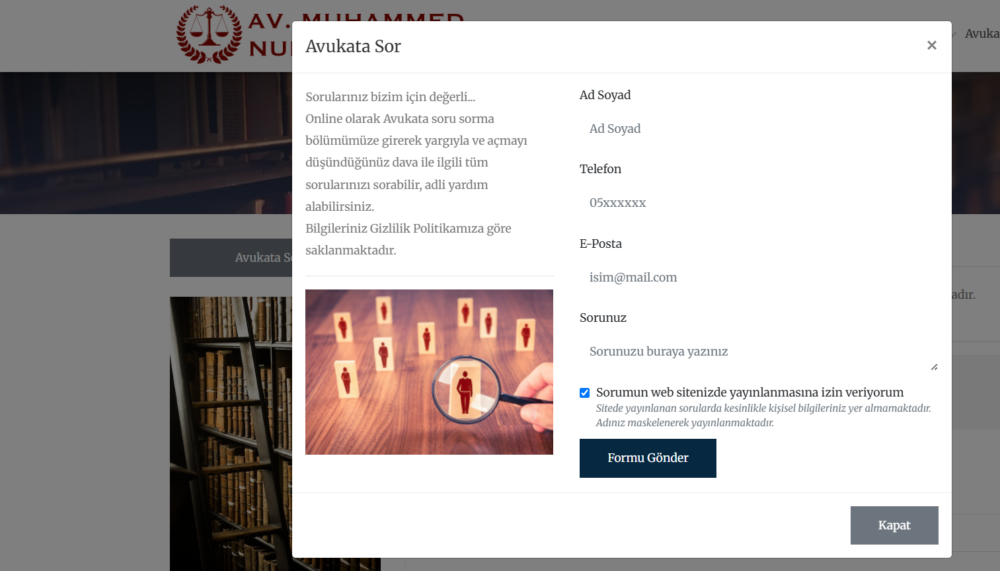 AV. MUHAMMED
Avukata Sor
×
Sorularınız bizim için değerli...
Online olarak Avukata soru sorma
bölümümüze girerek yargıyla ve açmayı
düşündüğünüz dava ile ilgili tüm
sorularınızı sorabilir, adli yardım
alabilirsiniz.
Bilgileriniz Gizlilik Politikamıza göre
saklanmaktadır.
Ad Soyad
Ad Soyad
Telefon
05xxxxxx
E-Posta
isim@mail.com
Sorunuz
Sorunuzu buraya yazınız
Sorumun web sitenizde yayınlanmasına izin veriyorum
Sitede yayınlanan sorularda kesinlikle kişisel bilgileriniz yer almamaktadır.
Adınız maskelenerek yayınlanmaktadır.
Formu Gönder
Kapat
Avukata